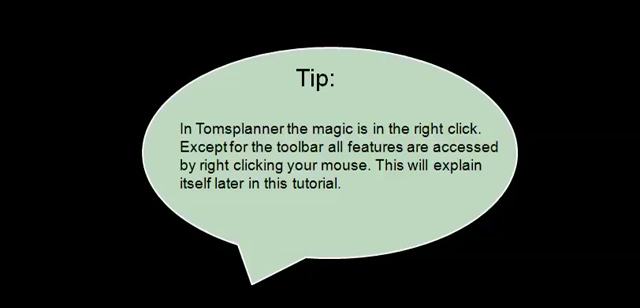 Tip:
In Tomsplanner the magic is in the right click.
Except for the toolbar all features are accessed
by right clicking your mouse. This will explain
itself later in this tutorial.